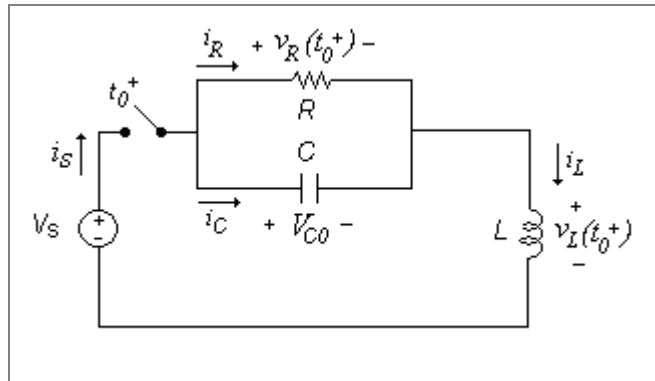 i_R + v_R(t_0^+) −
t_0^+
R
i_S
C
i_L
V_S + −
i_C + V_C0 −
L + v_L(t_0^+) −